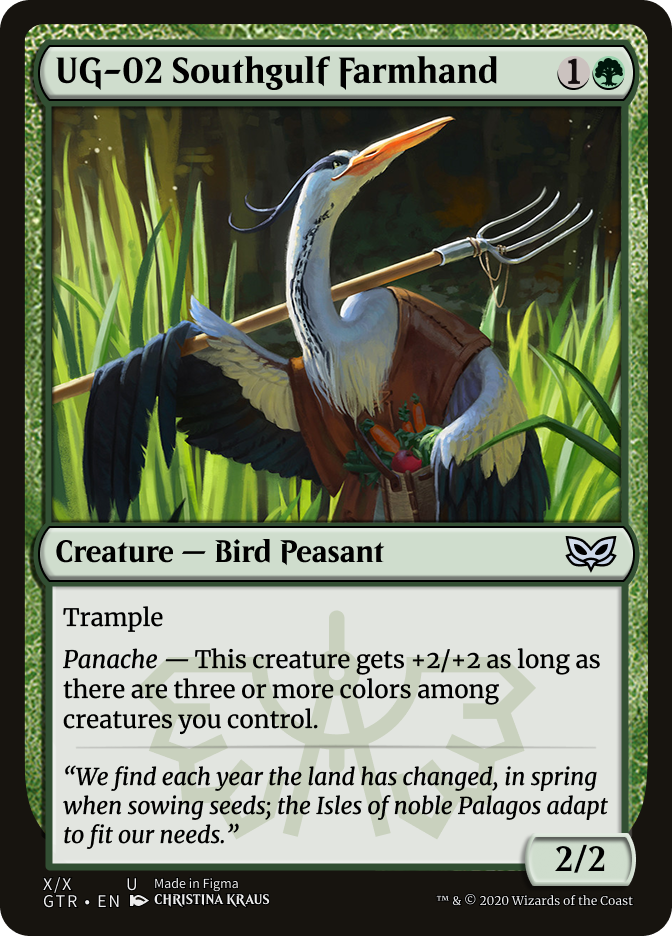 UG-02 Southgulf Farmhand 1
Creature — Bird Peasant
Trample
Panache — This creature gets +2/+2 as long as
there are three or more colors among
creatures you control.
“We find each year the land has changed, in spring
when sowing seeds; the Isles of noble Palagos adapt
to fit our needs.”
2/2
X/X U Made in Figma
GTR • EN CHRISTINA KRAUS ™ & © 2020 Wizards of the Coast